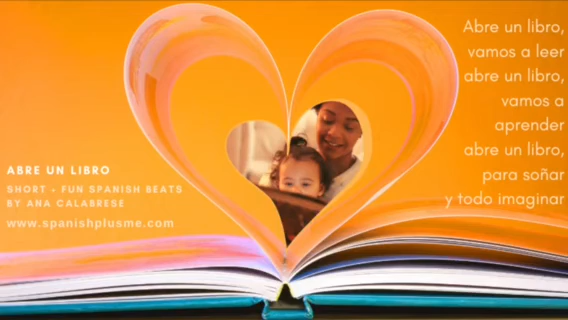 ABRE UN LIBRO
SHORT + FUN SPANISH BEATS
BY ANA CALABRESE
www.spanishplusme.com
Abre un libro,
vamos a leer
abre un libro,
vamos a
aprender
abre un libro,
para soñar
y todo imaginar